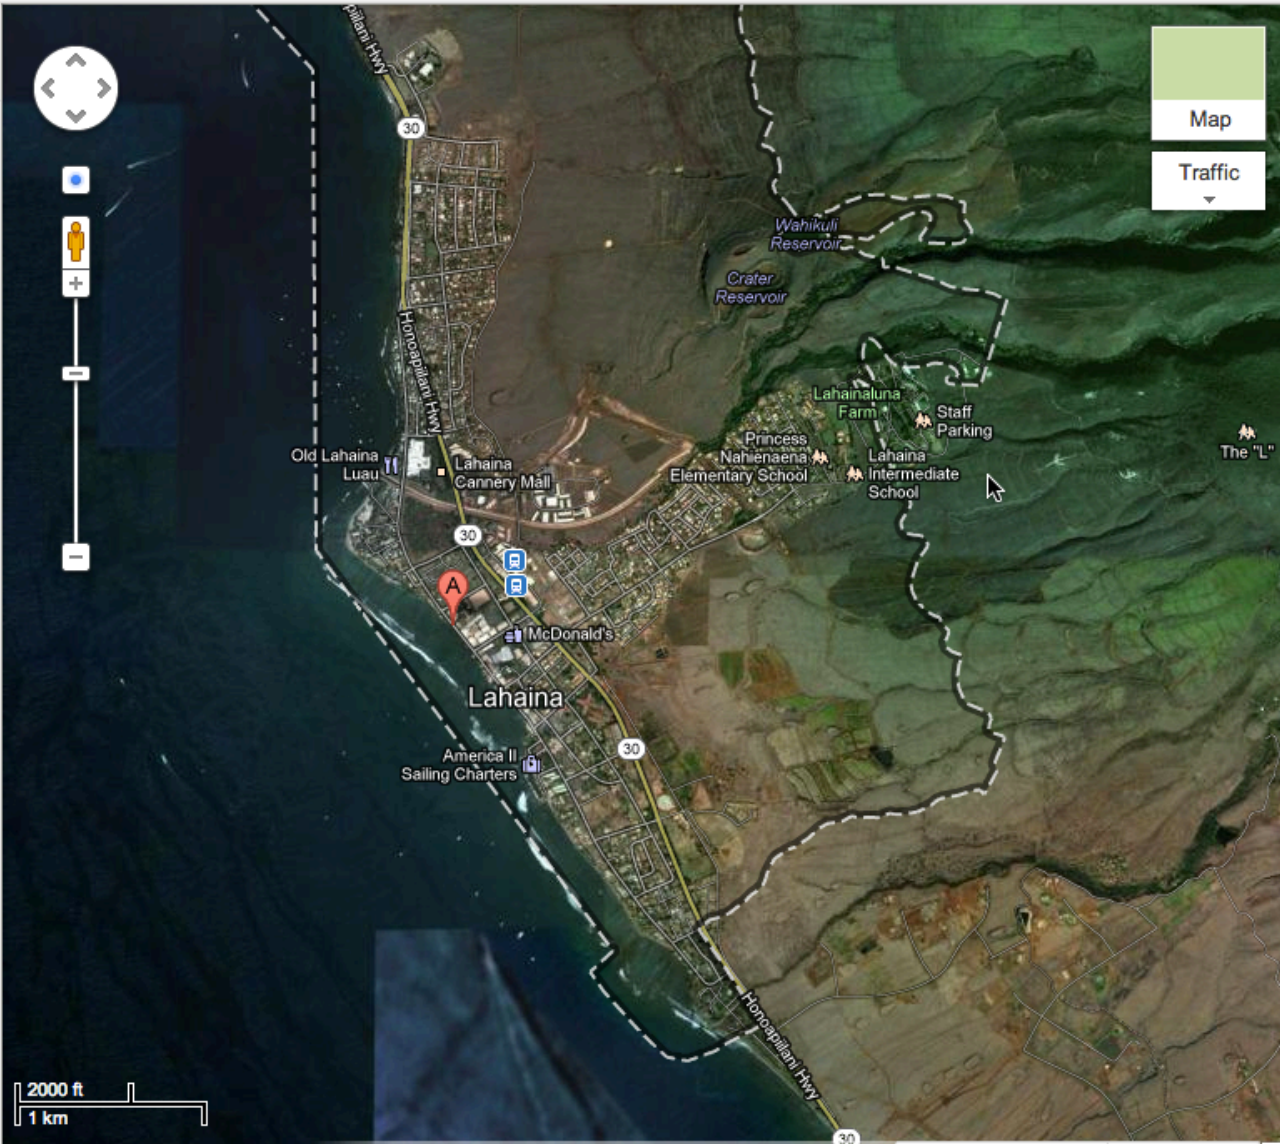 piilani Hwy
Map
30
Traffic
Wahikuli
Reservoir
Crater
Reservoir
Honoapiilani Hwy
Lahainaluna
Farm
Staff
Parking
Princess
Nahienaena
Elementary School
Lahaina
Intermediate
School
The "L"
Old Lahaina
Luau
Lahaina
Cannery Mall
30
A
McDonald's
Lahaina
30
America II
Sailing Charters
Honoapiilani Hwy
2000 ft
1 km
30